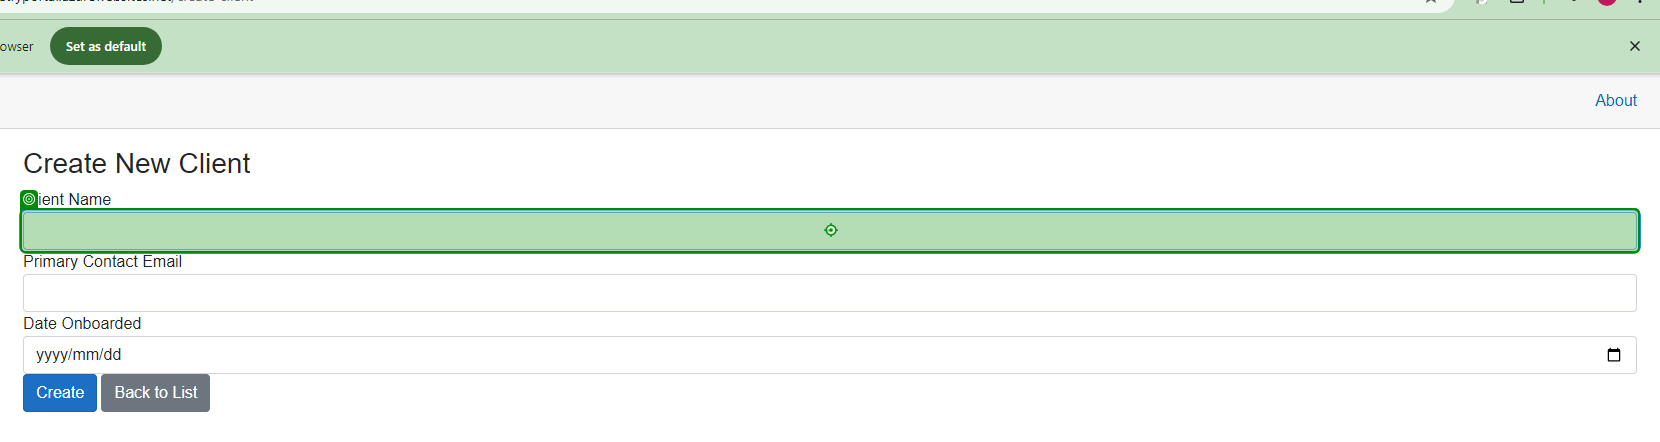 owser Set as default
About
Create New Client
ient Name
Primary Contact Email
Date Onboarded
yyyy/mm/dd
Create Back to List